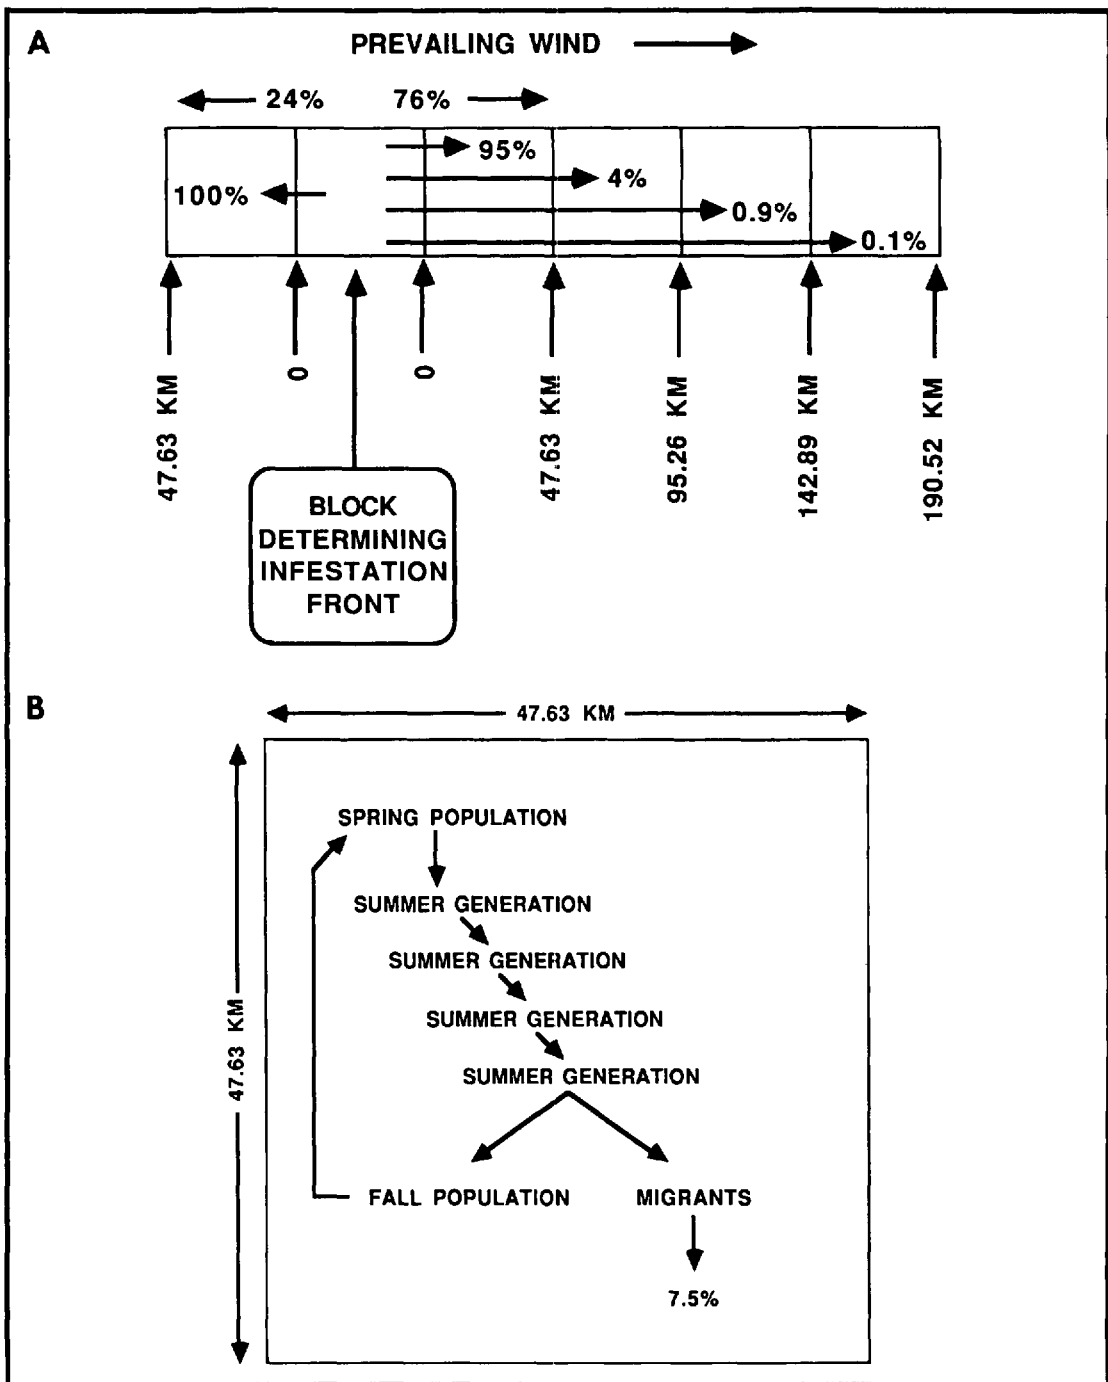 A
PREVAILING WIND
24% 76%
95%
4%
100%
0.9%
0.1%
47.63 KM
0
0
47.63 KM
95.26 KM
142.89 KM
190.52 KM
BLOCK
DETERMINING
INFESTATION
FRONT
B
47.63 KM
47.63 KM
SPRING POPULATION
SUMMER GENERATION
SUMMER GENERATION
SUMMER GENERATION
SUMMER GENERATION
FALL POPULATION
MIGRANTS
7.5%